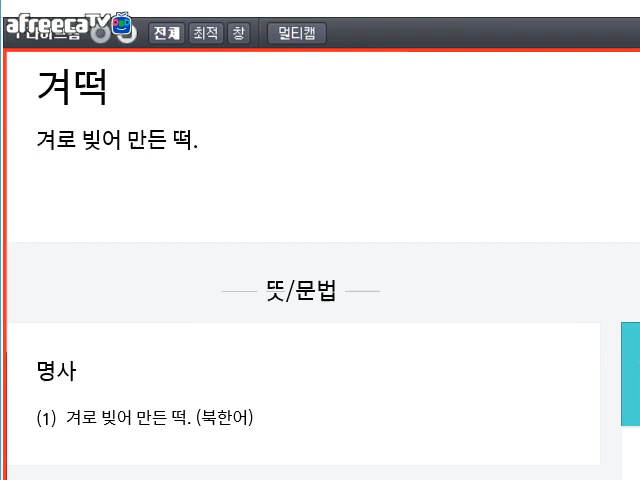 afreecaTV
전체 최적 창 멀티캠
겨떡
겨로 빚어 만든 떡.
뜻/문법
명사
(1) 겨로 빚어 만든 떡. (북한어)